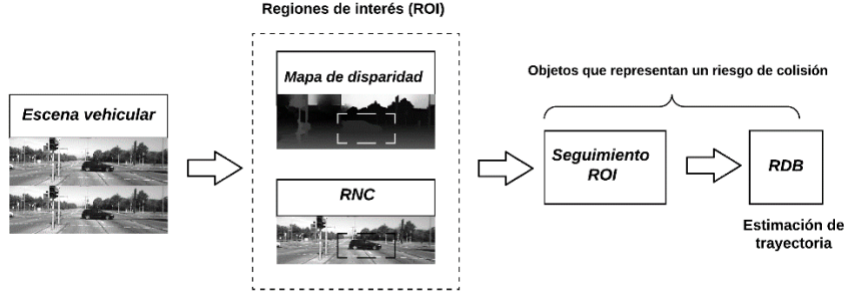 Regiones de interés (ROI)
Escena vehicular
Mapa de disparidad
RNC
Objetos que representan un riesgo de colisión
Seguimiento
ROI
RDB
Estimación de
trayectoria